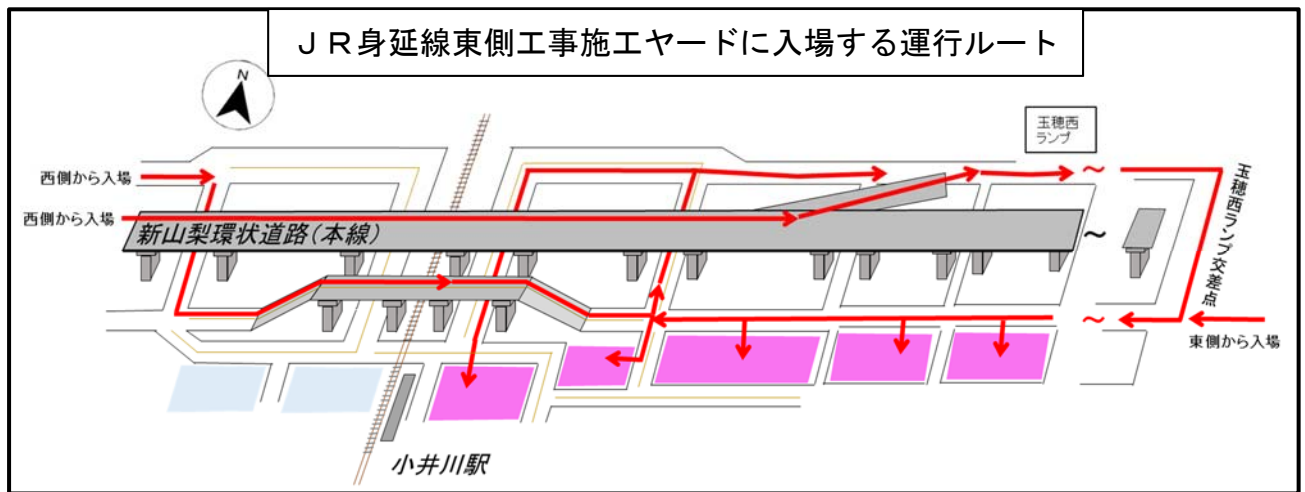 ＪＲ身延線東側工事施工ヤードに入場する運行ルート
N
玉穂西
ランプ
西側から入場
西側から入場
新山梨環状道路(本線)
～
～
玉穂西ランプ交差点
～
東側から入場
小井川駅